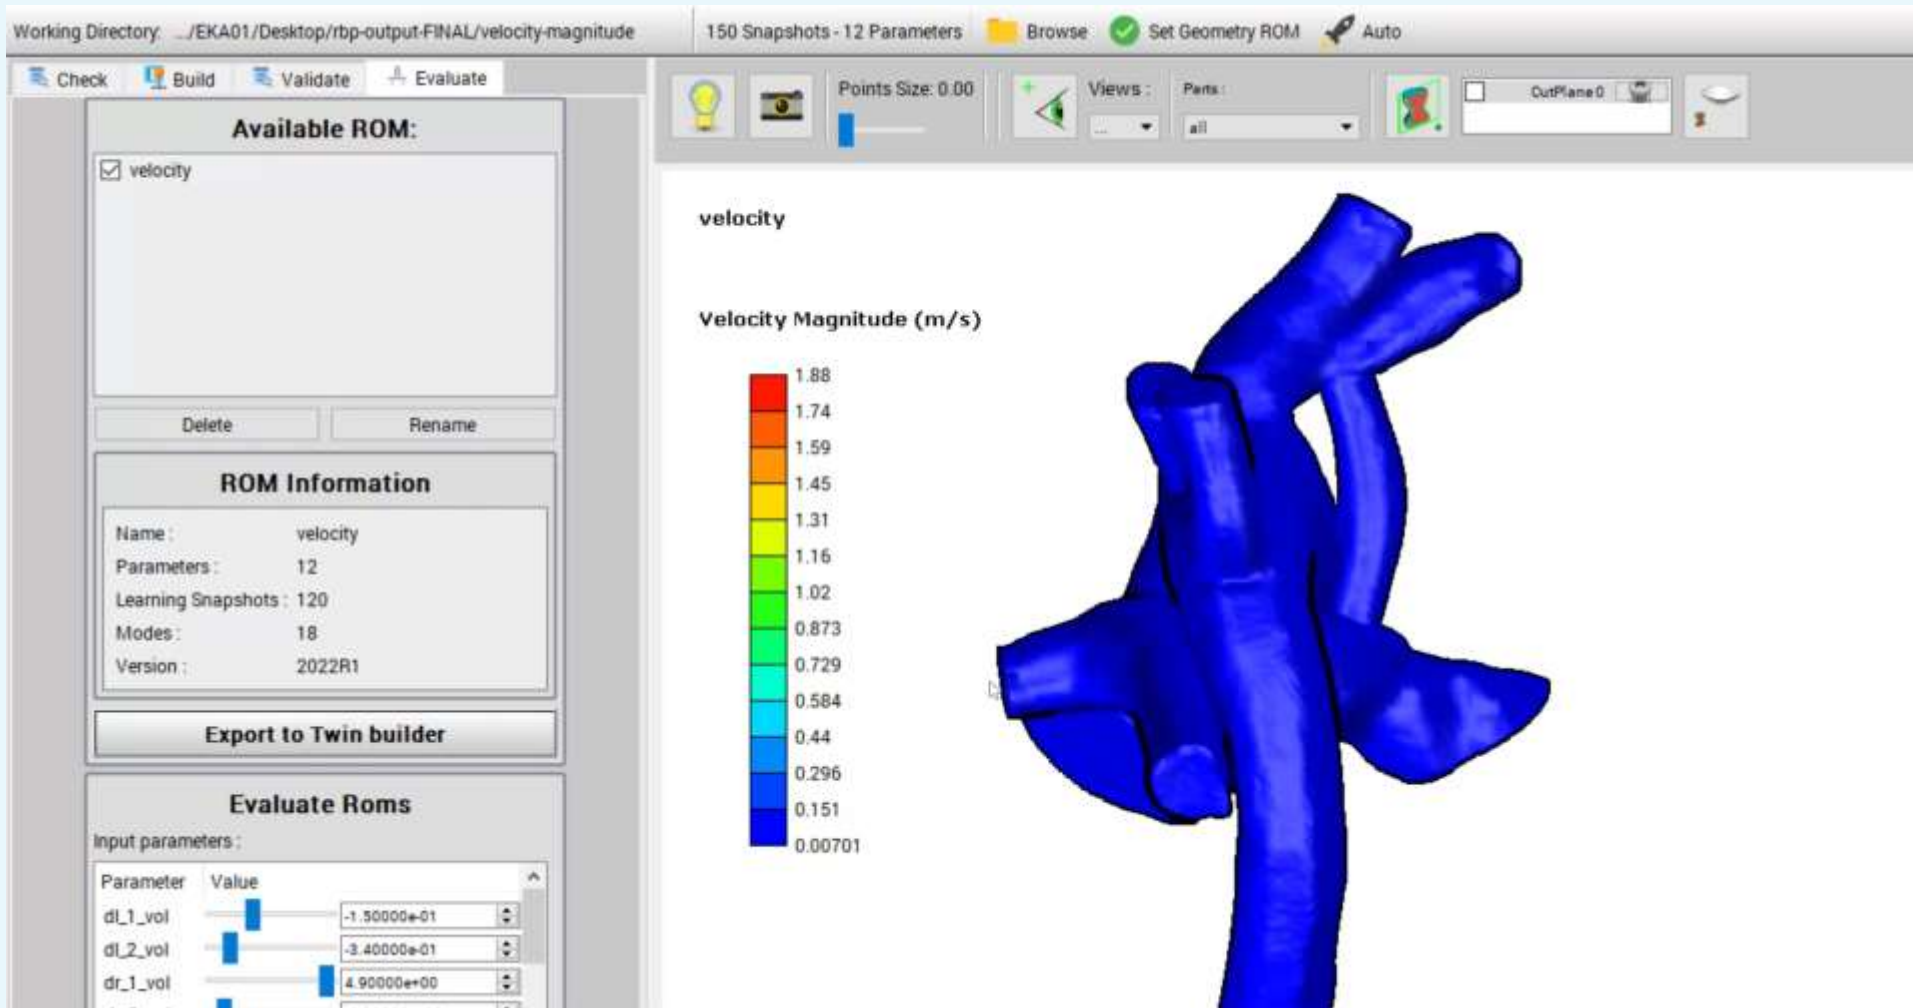 Working Directory: .../EKA01/Desktop/rbp-output-FINAL/velocity-magnitude
150 Snapshots - 12 Parameters
Browse
Set Geometry ROM
Auto
Check
Build
Validate
Evaluate
Points Size: 0.00
Views :
...
Parts :
all
CutPlane 0
Available ROM:
velocity
Delete
Rename
ROM Information
Name : velocity
Parameters : 12
Learning Snapshots : 120
Modes : 18
Version : 2022R1
Export to Twin builder
Evaluate Roms
Input parameters :
Parameter Value
dl_1_vol -1.50000e-01
dl_2_vol -3.40000e-01
dr_1_vol 4.90000e+00
velocity
Velocity Magnitude (m/s)
1.88
1.74
1.59
1.45
1.31
1.16
1.02
0.873
0.729
0.584
0.44
0.296
0.151
0.00701